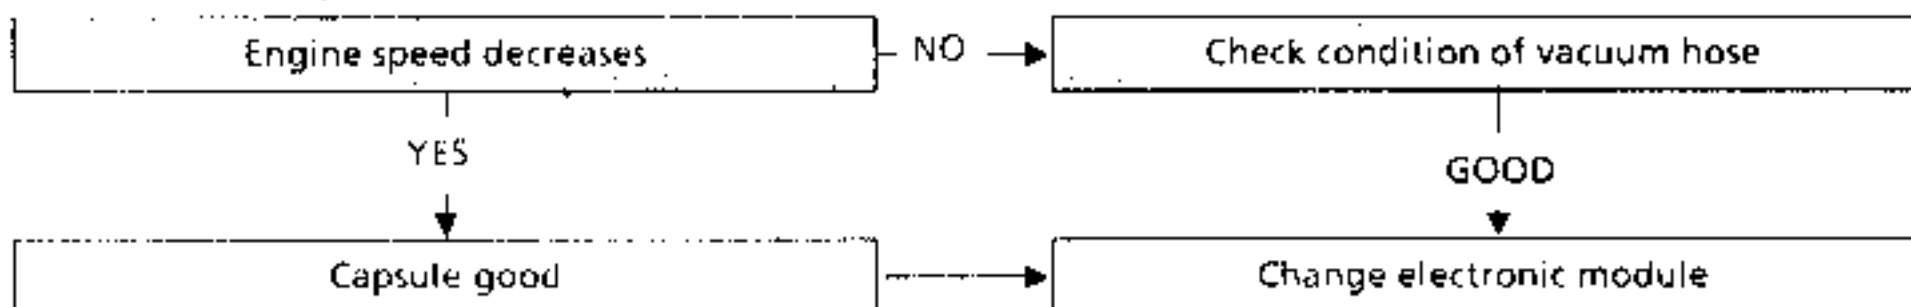 Engine speed decreases
NO
Check condition of vacuum hose
YES
GOOD
Capsule good
Change electronic module